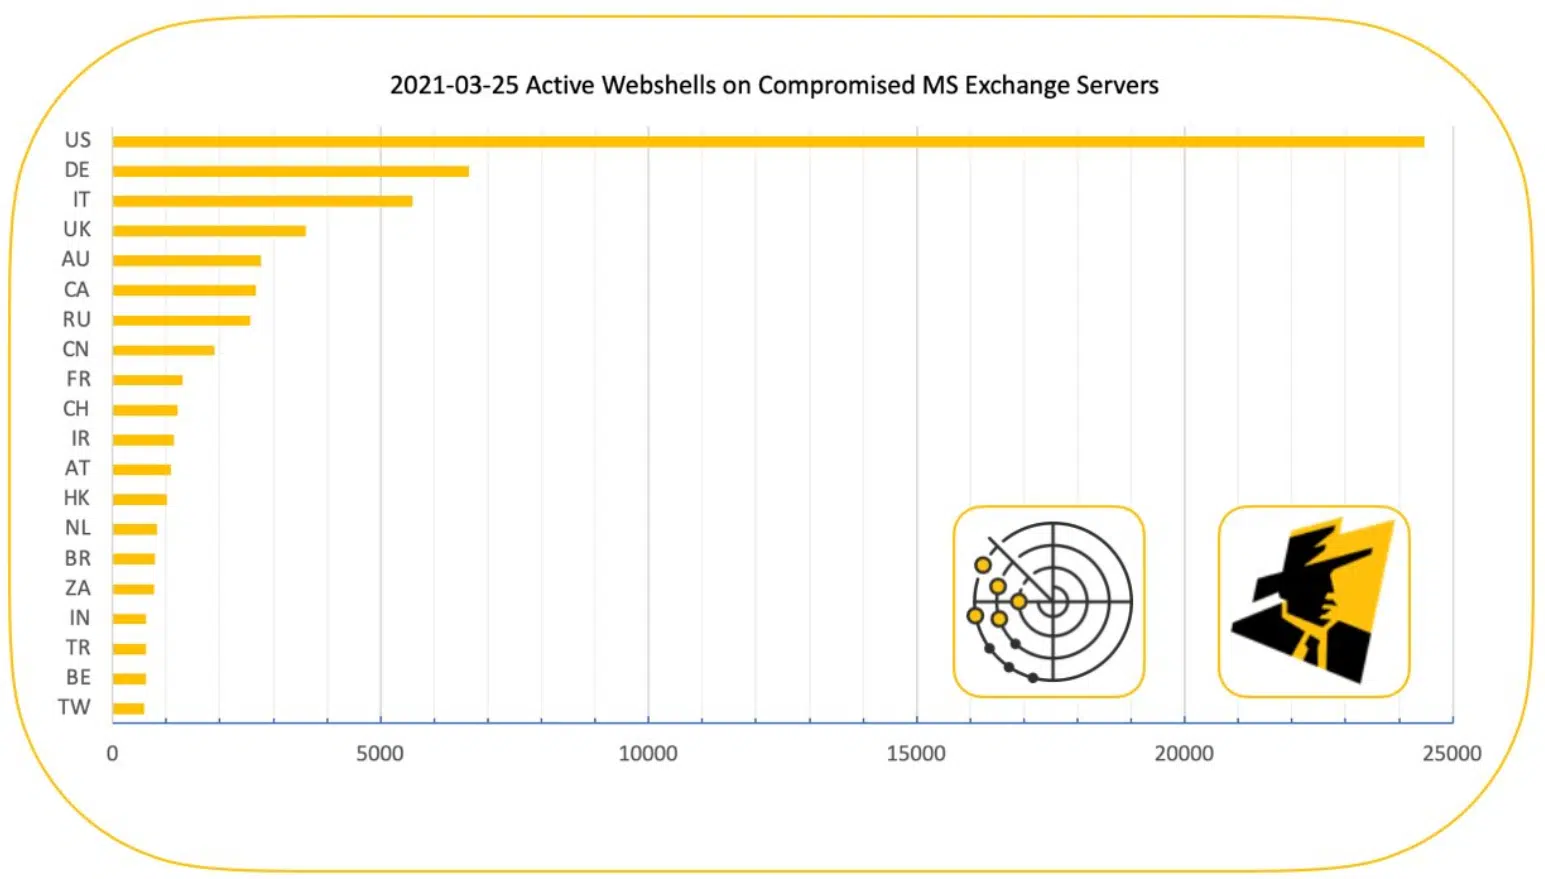 2021-03-25 Active Webshells on Compromised MS Exchange Servers
US
DE
IT
UK
AU
CA
RU
CN
FR
CH
IR
AT
HK
NL
BR
ZA
IN
TR
BE
TW
0 5000 10000 15000 20000 25000